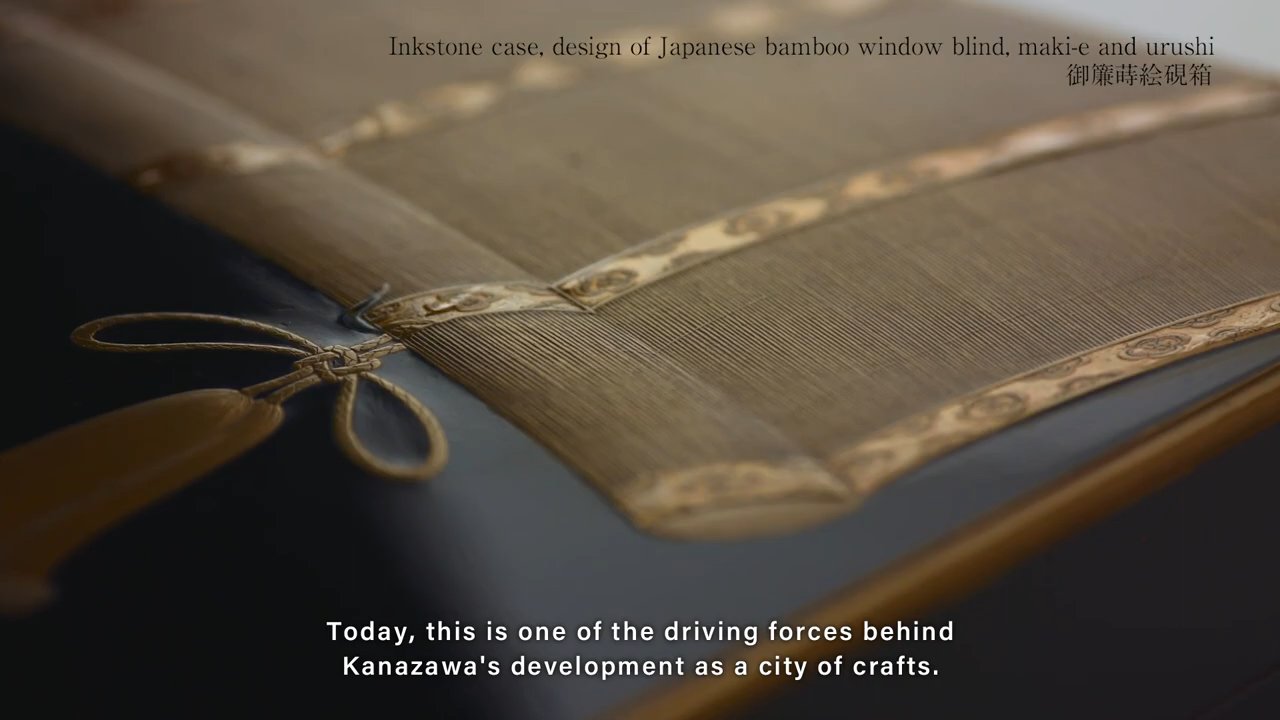 Inkstone case, design of Japanese bamboo window blind, maki-e and urushi
御簾蒔絵硯箱
Today, this is one of the driving forces behind
Kanazawa's development as a city of crafts.